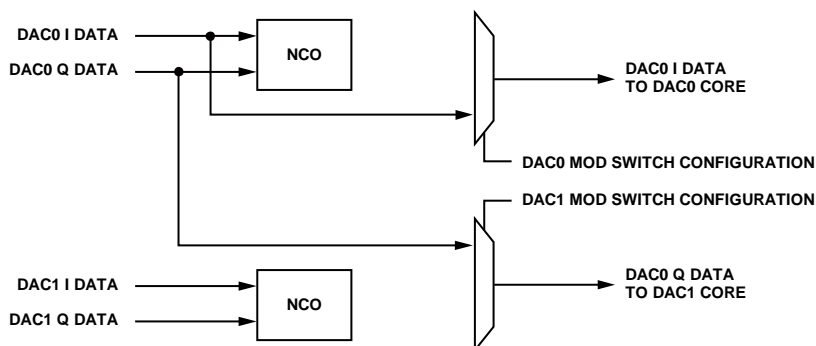 DAC0 I DATA
DAC0 Q DATA
NCO
DAC0 I DATA
TO DAC0 CORE
DAC0 MOD SWITCH CONFIGURATION
DAC1 MOD SWITCH CONFIGURATION
DAC1 I DATA
DAC1 Q DATA
NCO
DAC0 Q DATA
TO DAC1 CORE